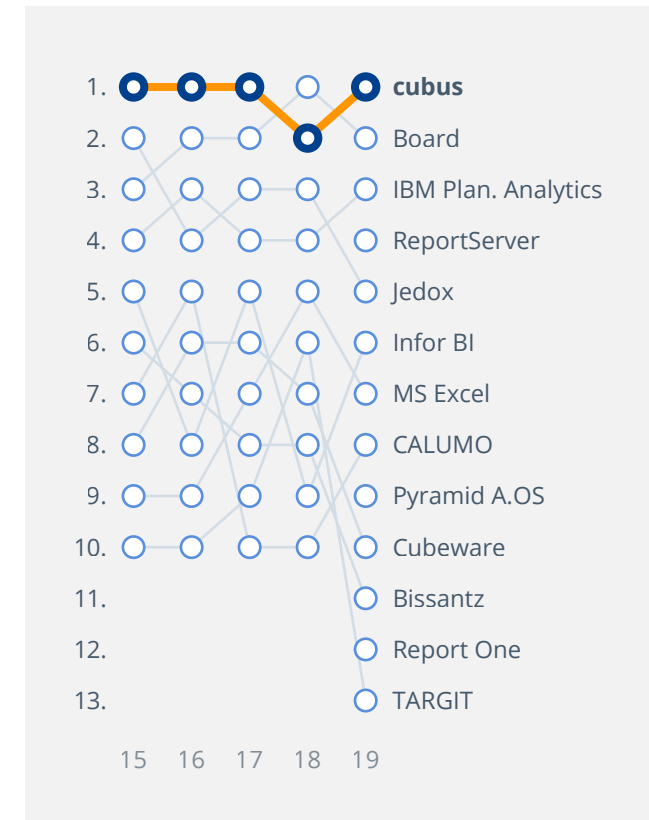 1. cubus
2. Board
3. IBM Plan. Analytics
4. ReportServer
5. Jedox
6. Infor BI
7. MS Excel
8. CALUMO
9. Pyramid A.OS
10. Cubeware
11. Bissantz
12. Report One
13. TARGIT
15 16 17 18 19